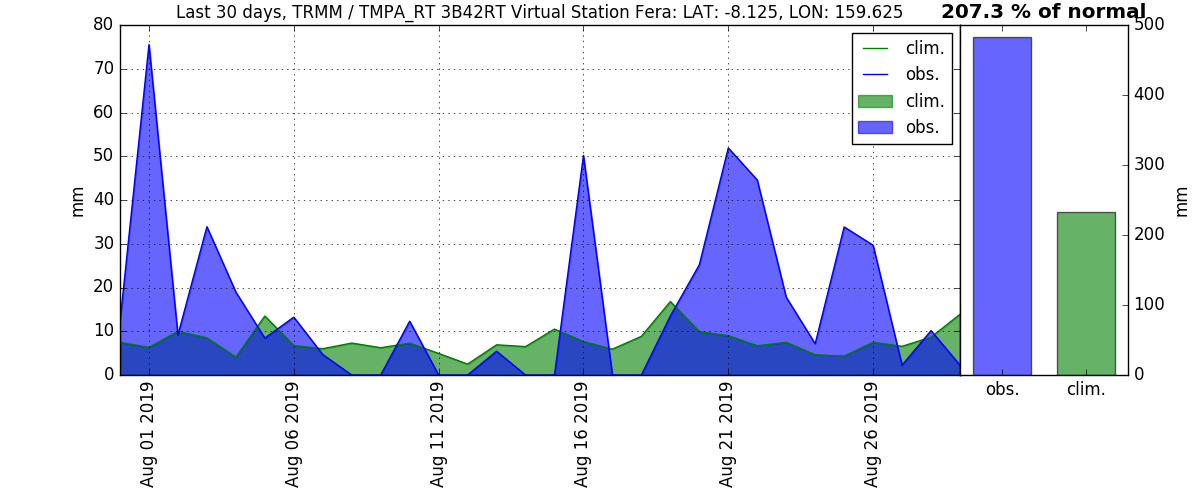 Last 30 days, TRMM / TMPA_RT 3B42RT Virtual Station Fera: LAT: -8.125, LON: 159.625
207.3 % of normal
80
70
60
50
40
30
20
10
0
mm
clim.
obs.
clim.
obs.
Aug 01 2019
Aug 06 2019
Aug 11 2019
Aug 16 2019
Aug 21 2019
Aug 26 2019
500
400
300
200
100
0
mm
obs.
clim.